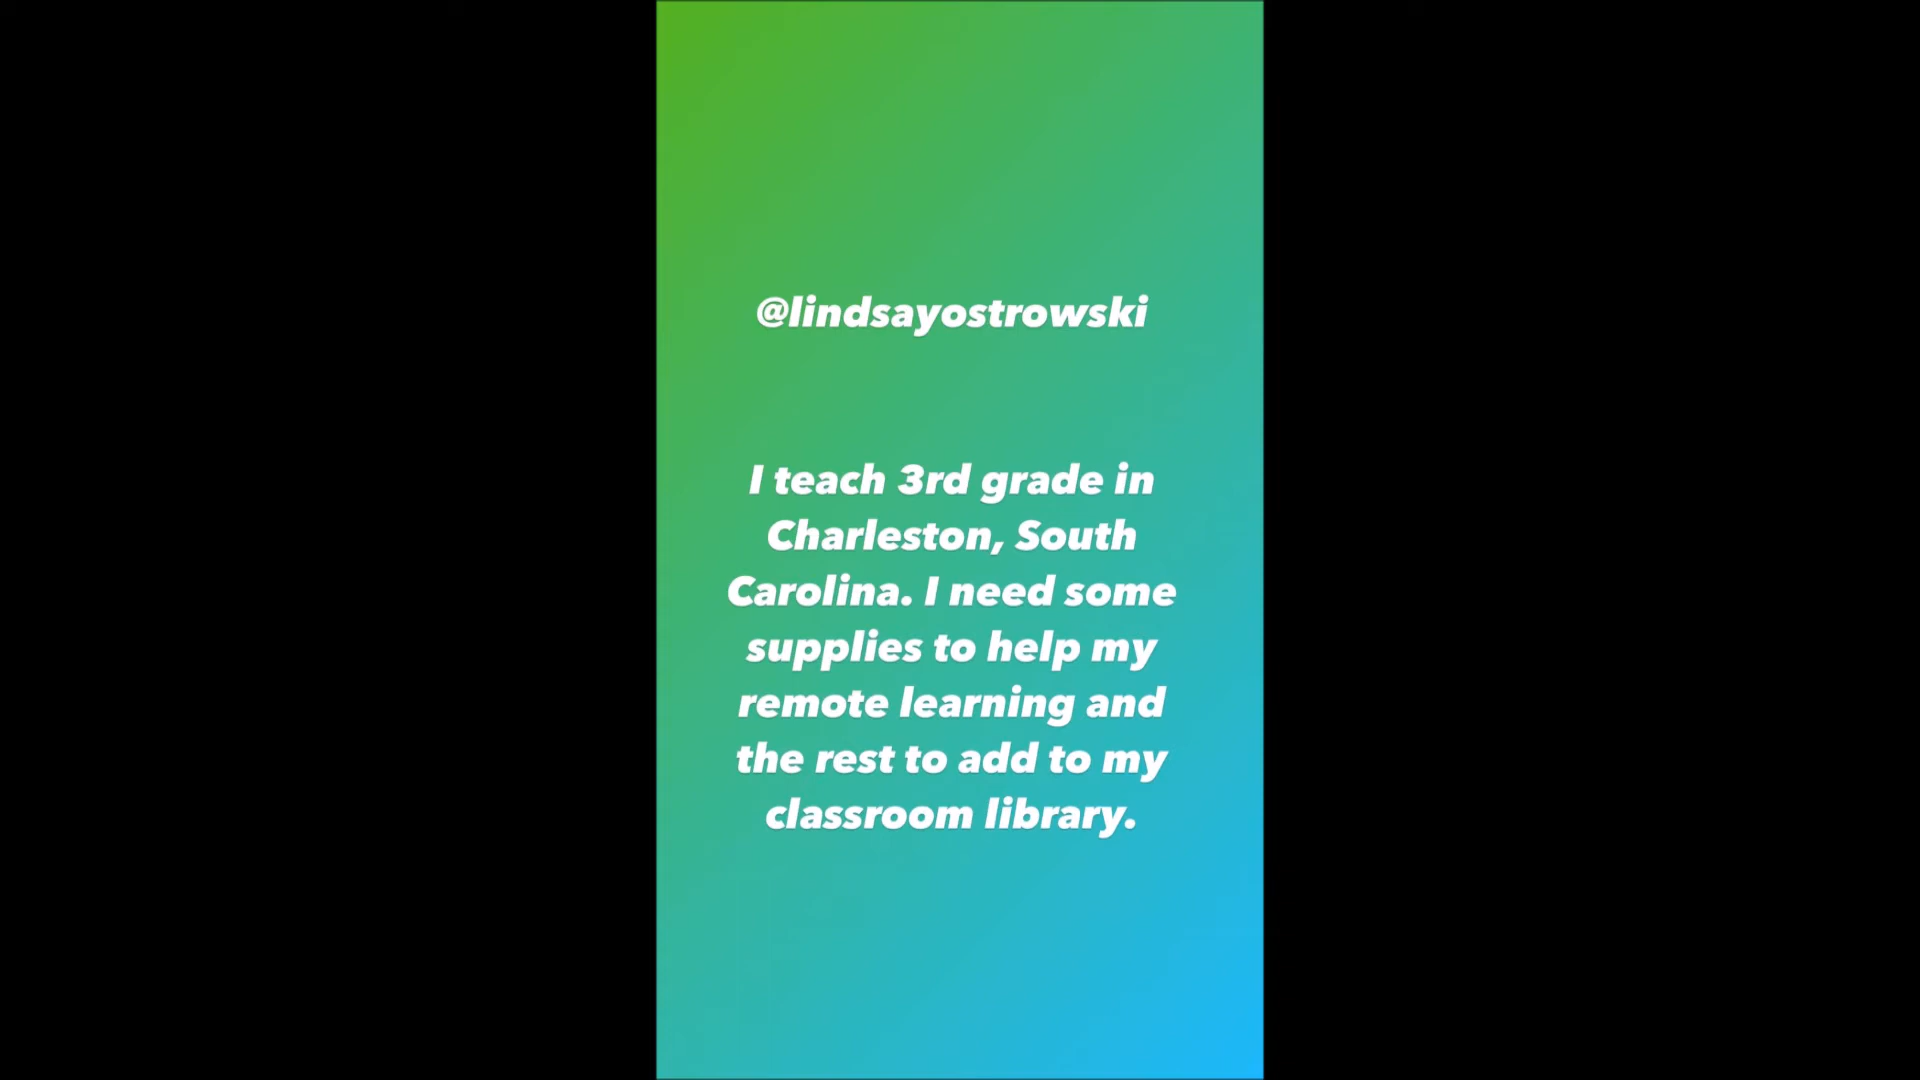 @lindsayostrowski
I teach 3rd grade in
Charleston, South
Carolina. I need some
supplies to help my
remote learning and
the rest to add to my
classroom library.